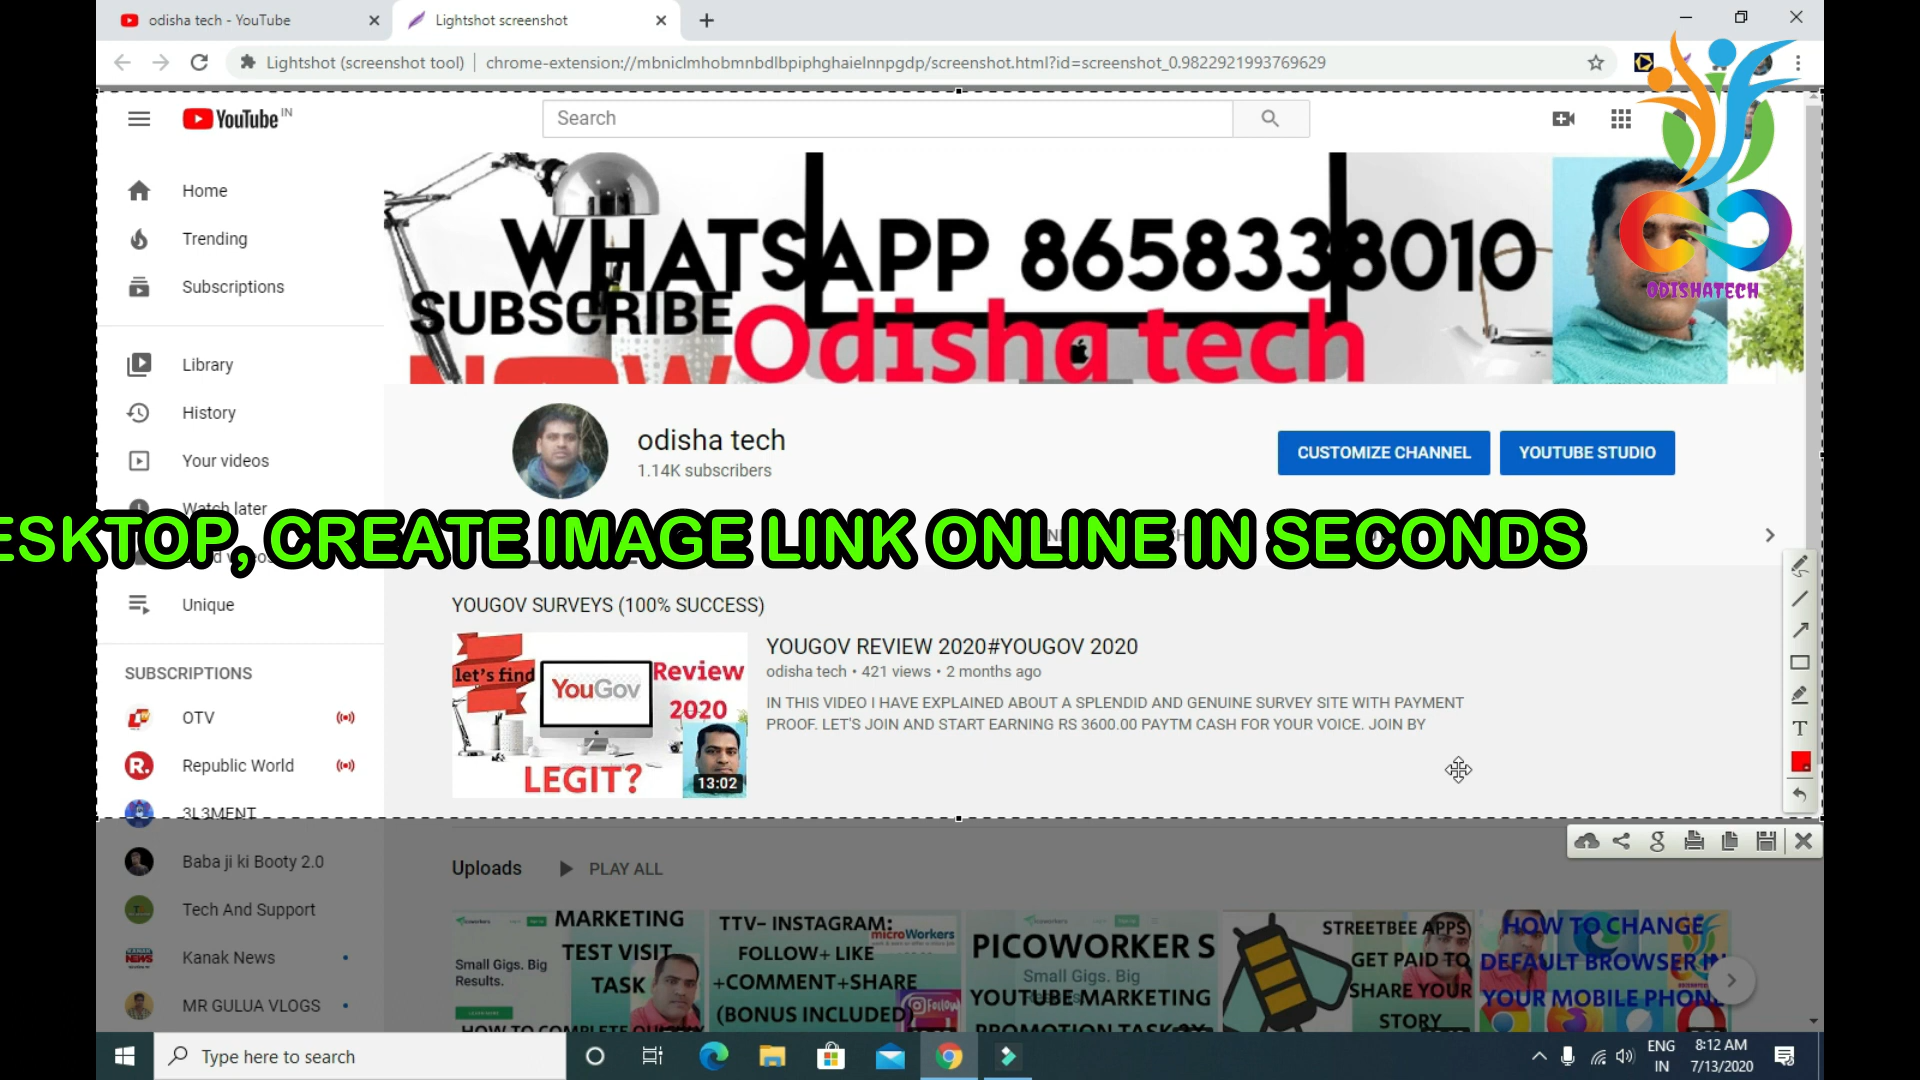 odisha tech - YouTube
Lightshot screenshot
Lightshot (screenshot tool)
chrome-extension://mbniclmhobmnbdlbpiphghaielnnpgdp/screenshot.html?id=screenshot_0.9822921993769629
YouTube IN
Search
Home
Trending
Subscriptions
Library
History
Your videos
Watch later
Unique
SUBSCRIPTIONS
OTV
Republic World
3L3MENT
Baba ji ki Booty 2.0
Tech And Support
Kanak News
MR GULUA VLOGS
WHATSAPP 8658338010
SUBSCRIBE
NOW
Odisha tech
ODISHATECH
odisha tech
1.14K subscribers
CUSTOMIZE CHANNEL
YOUTUBE STUDIO
ESKTOP, CREATE IMAGE LINK ONLINE IN SECONDS
YOUGOV SURVEYS (100% SUCCESS)
let's find
YouGov
Review
2020
LEGIT?
13:02
YOUGOV REVIEW 2020#YOUGOV 2020
odisha tech • 421 views • 2 months ago
IN THIS VIDEO I HAVE EXPLAINED ABOUT A SPLENDID AND GENUINE SURVEY SITE WITH PAYMENT
PROOF. LET'S JOIN AND START EARNING RS 3600.00 PAYTM CASH FOR YOUR VOICE. JOIN BY
T
g
Uploads
PLAY ALL
MARKETING
TEST VISIT
TASK
Small Gigs. Big
Results.
HOW TO COMPLETE
TTV- INSTAGRAM:
microWorkers
FOLLOW+ LIKE
+COMMENT+SHARE
(BONUS INCLUDED)
Follow
PICOWORKER S
Small Gigs. Big
YOUTUBE MARKETING
PROMOTION TASK
STREETBEE APPS)
GET PAID TO
SHARE YOUR
STORY
HOW TO CHANGE
DEFAULT BROWSER IN
YOUR MOBILE PHONE
Type here to search
ENG
IN
8:12 AM
7/13/2020